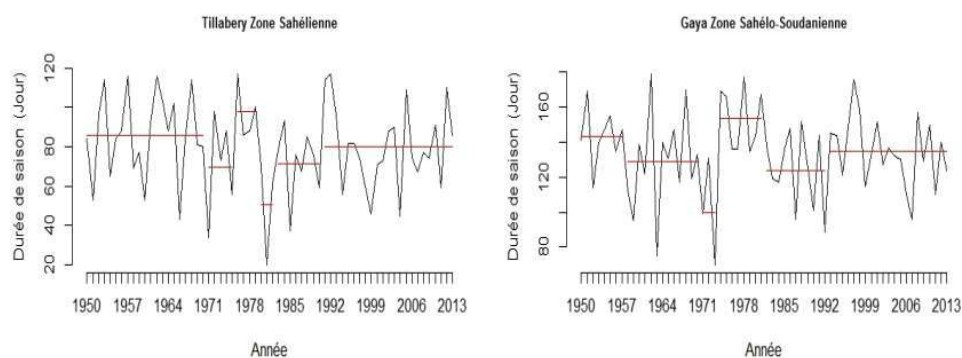 Tillabery Zone Sahélienne
Durée de saison (Jour)
120
80
60
40
20
1950 1957 1964 1971 1978 1985 1992 1999 2006 2013
Année
Gaya Zone Sahélo-Soudanienne
Durée de saison (Jour)
160
120
80
1950 1957 1964 1971 1978 1985 1992 1999 2006 2013
Année